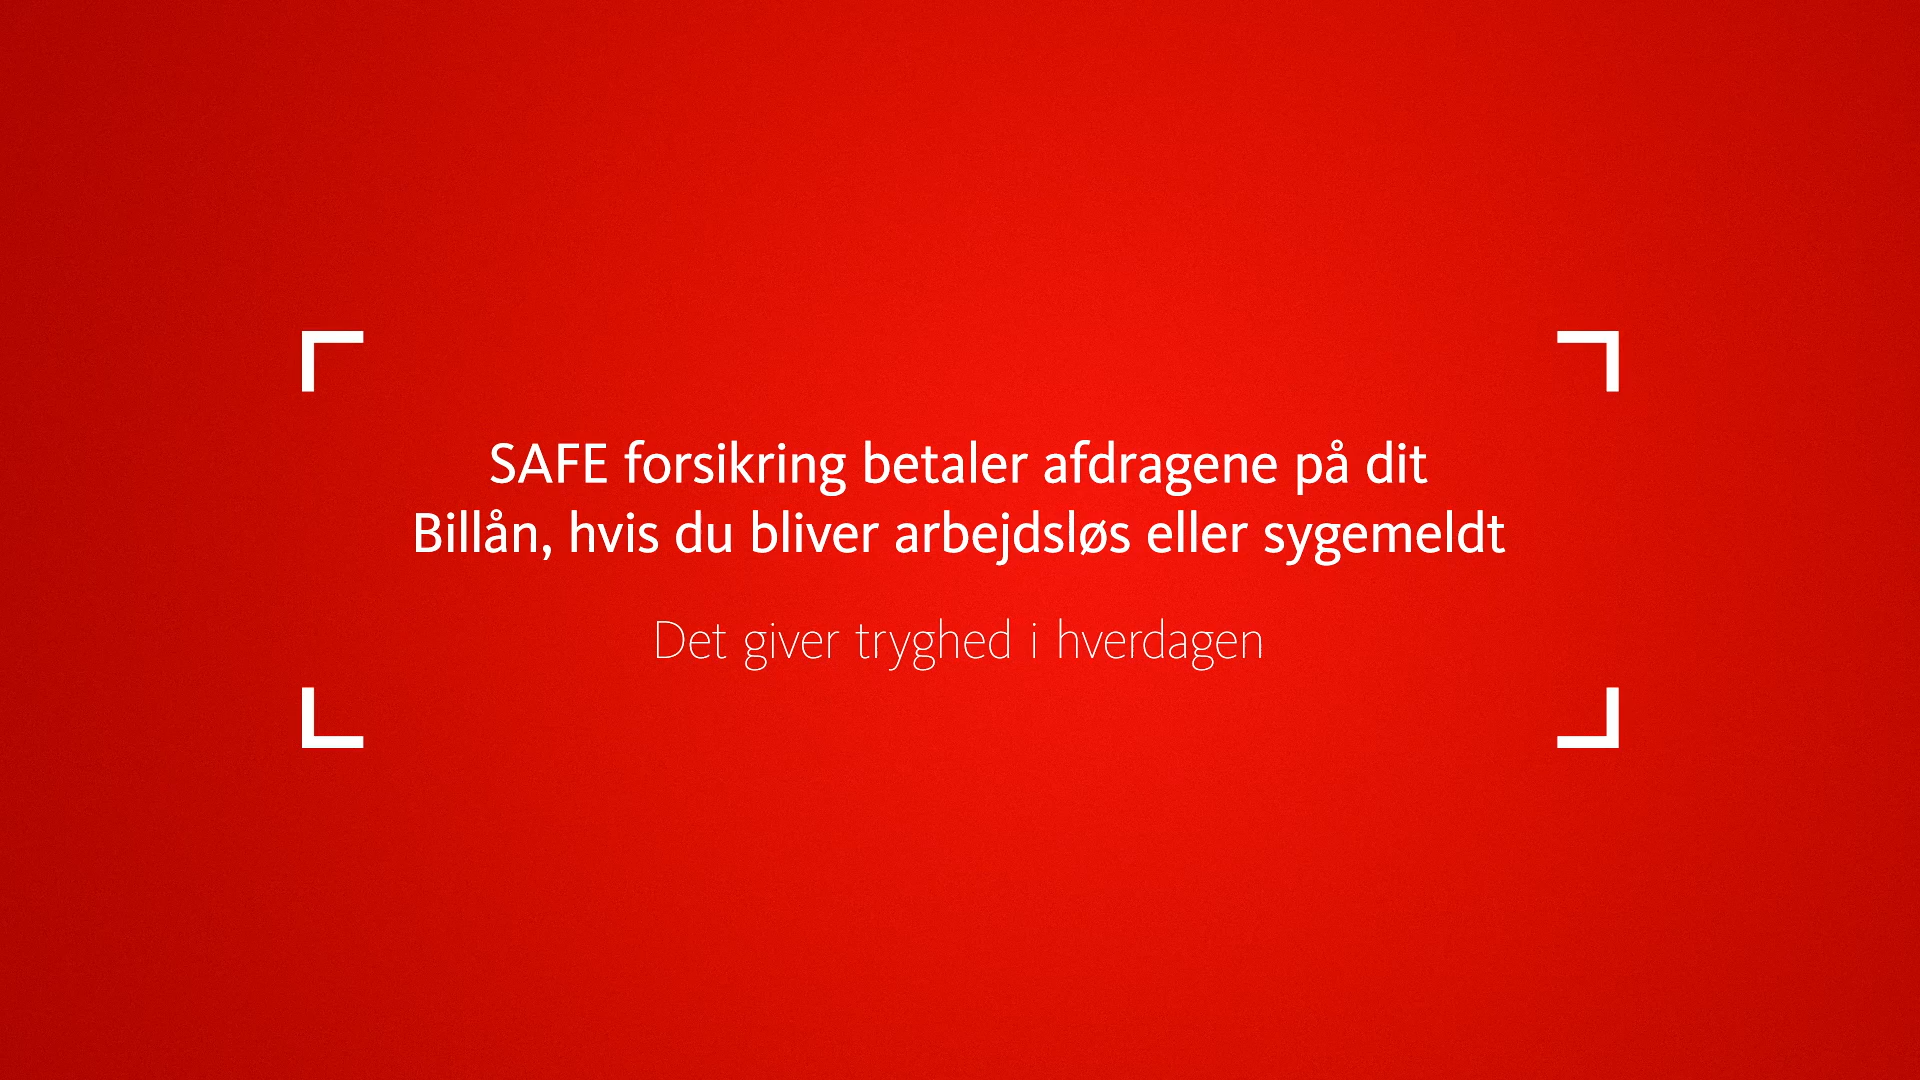 SAFE forsikring betaler afdragene på dit
Billån, hvis du bliver arbejdsløs eller sygemeldt
Det giver tryghed i hverdagen